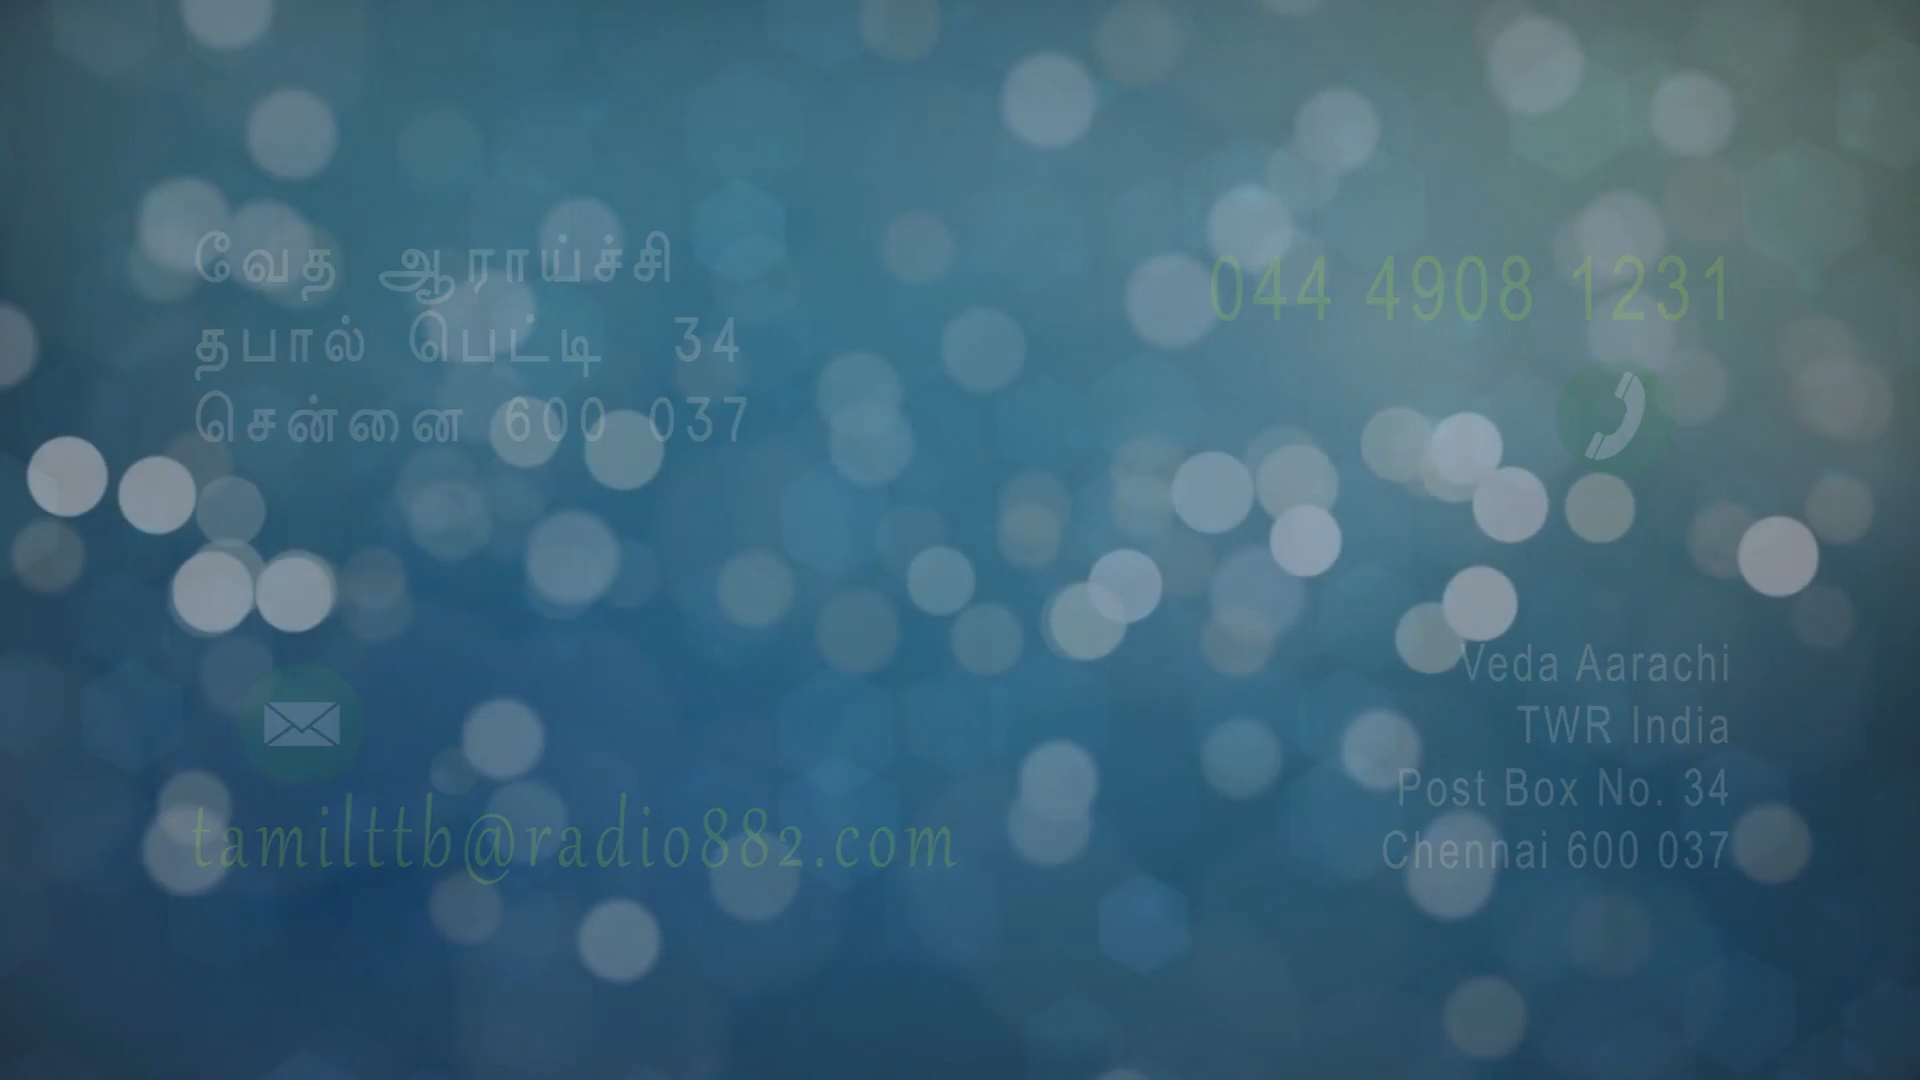 வேத ஆராய்ச்சி
தபால் பெட்டி 34
சென்னை 600 037
044 4908 1231
tamilttb@radio882.com
Veda Aarachi
TWR India
Post Box No. 34
Chennai 600 037